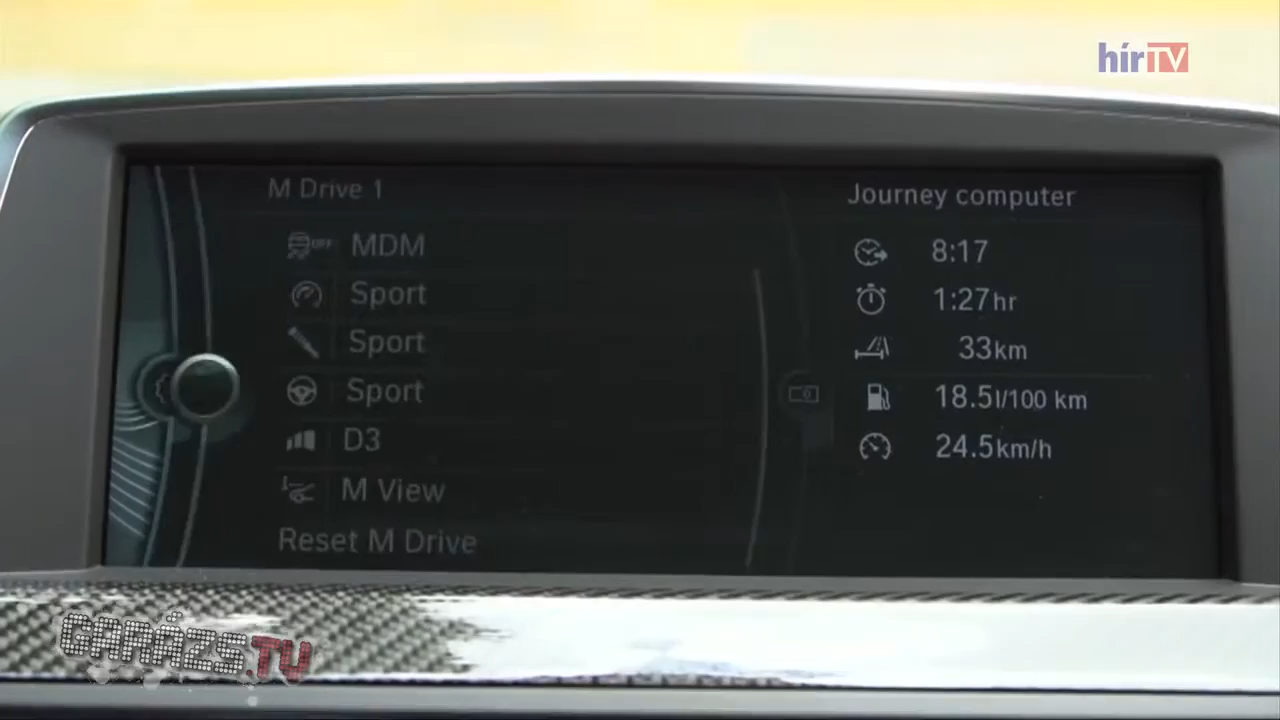 hírTV
M Drive 1
OFF MDM
Sport
Sport
Sport
D3
M View
Reset M Drive
Journey computer
8:17
1:27hr
33km
18.5l/100 km
24.5km/h
GARÁZS.TV